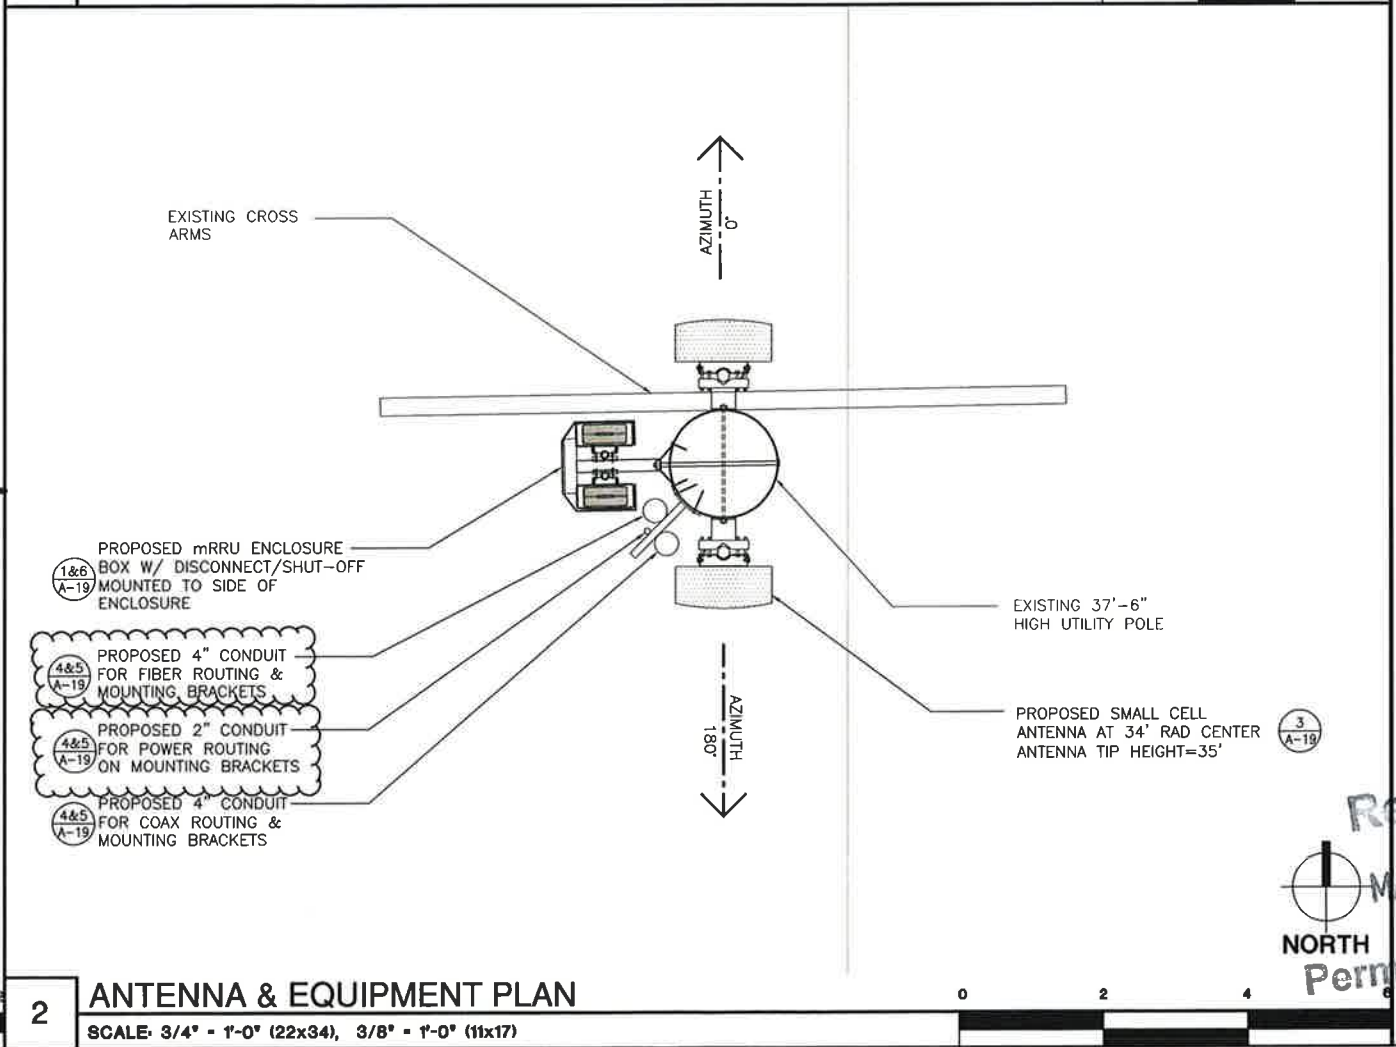 EXISTING CROSS
ARMS
AZIMUTH
0°
PROPOSED mRRU ENCLOSURE
BOX W/ DISCONNECT/SHUT-OFF
MOUNTED TO SIDE OF
ENCLOSURE
1&6
A-19
PROPOSED 4" CONDUIT
FOR FIBER ROUTING &
MOUNTING BRACKETS
4&5
A-19
PROPOSED 2" CONDUIT
FOR POWER ROUTING
ON MOUNTING BRACKETS
4&5
A-19
PROPOSED 4" CONDUIT
FOR COAX ROUTING &
MOUNTING BRACKETS
4&5
A-19
AZIMUTH
180°
EXISTING 37'-6"
HIGH UTILITY POLE
PROPOSED SMALL CELL
ANTENNA AT 34' RAD CENTER
ANTENNA TIP HEIGHT=35'
3
A-19
NORTH
Perm
2
ANTENNA & EQUIPMENT PLAN
SCALE: 3/4" = 1'-0" (22x34), 3/8" = 1'-0" (11x17)
0 2 4